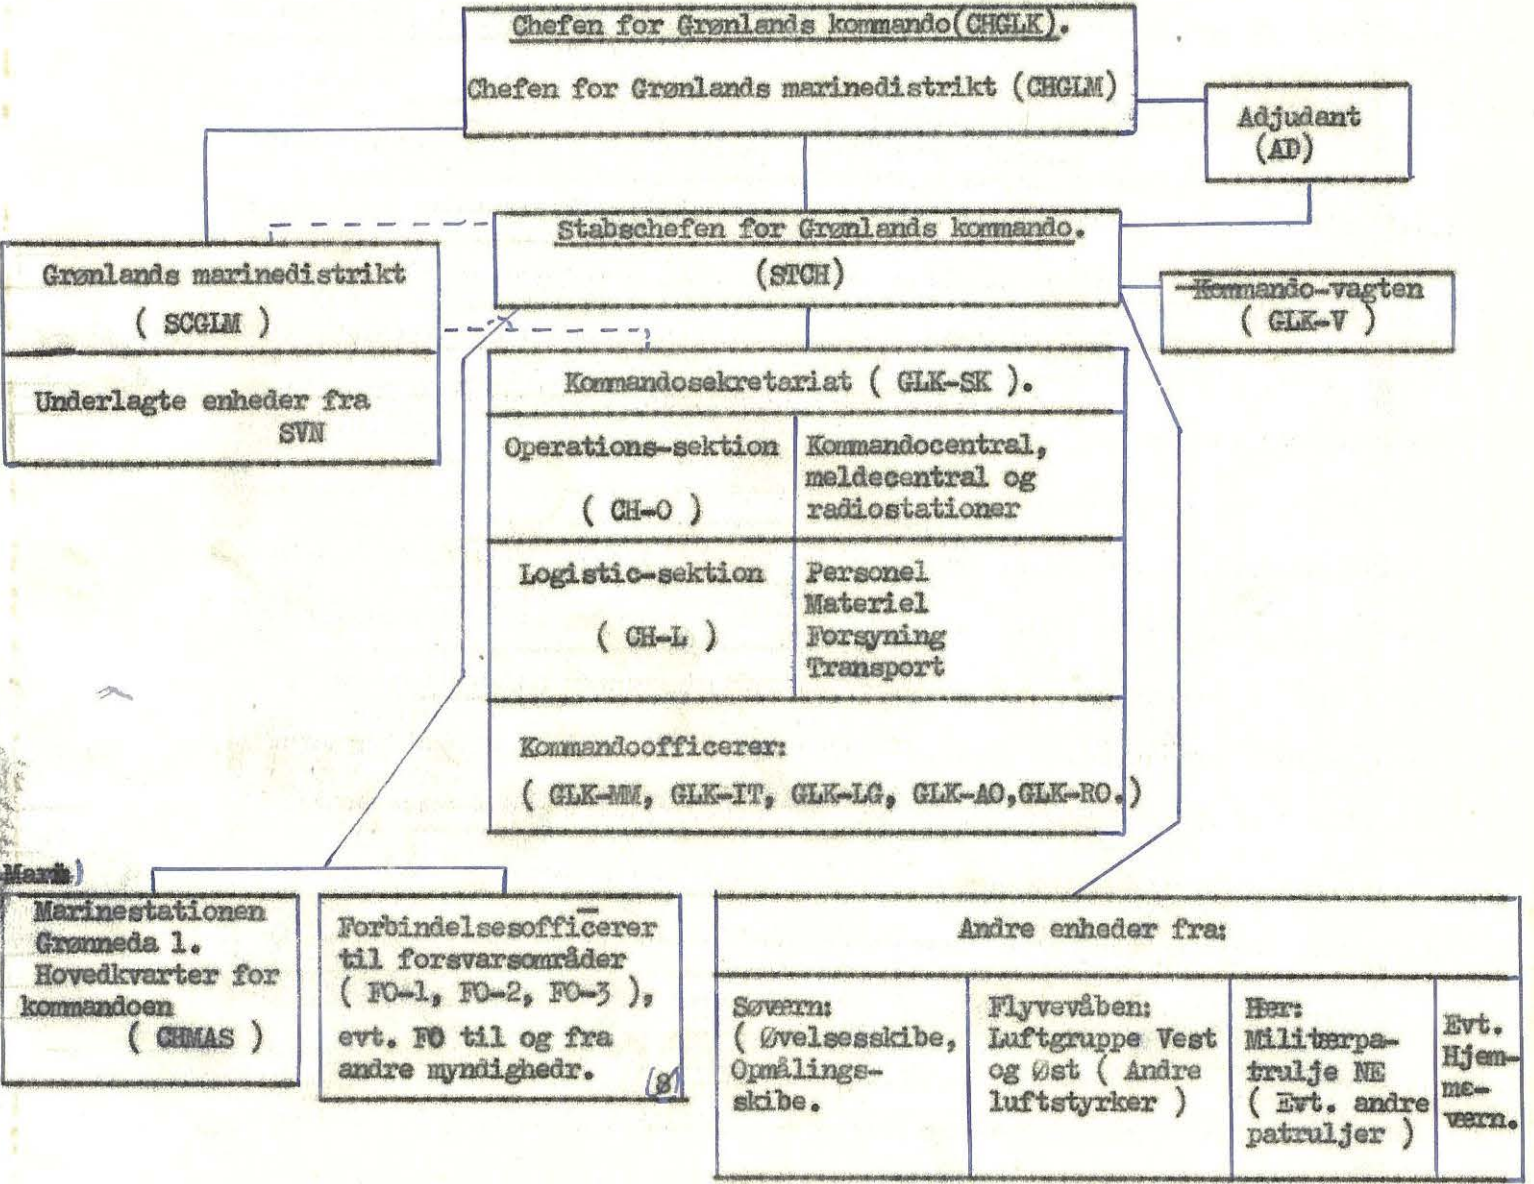 Chefen for Grønlands kommando(CHGLK).
Chefen for Grønlands marinedistrikt (CHGLM)
Adjudant
(AD)
Stabschefen for Grønlands kommando.
(STCH)
Grønlands marinedistrikt
( SCGLM )
Underlagte enheder fra
SVN
Kommando-vagten
( GLK-V )
Kommandosekretariat ( GLK-SK ).
Operations-sektion
( CH-O )
Kommandocentral,
meldecentral og
radiostationer
Logistic-sektion
( CH-L )
Personel
Materiel
Forsyning
Transport
Kommandoofficerer:
( GLK-MM, GLK-IT, GLK-LG, GLK-AO,GLK-RO.)
Marinestationen
Grønneda l.
Hovedkvarter for
kommandoen
( CHMAS )
Forbindelsesofficerer
til forsvarsområder
( FO-1, FO-2, FO-3 ),
evt. FO til og fra
andre myndighedr.
(8)
Andre enheder fra:
Søværn:
( Øvelsesskibe,
Opmålings-
skibe.
Flyvevåben:
Luftgruppe Vest
og Øst ( Andre
luftstyrker )
Hær:
Militærpa-
trulje NE
( Evt. andre
patruljer )
Evt.
Hjem-
me-
værn.